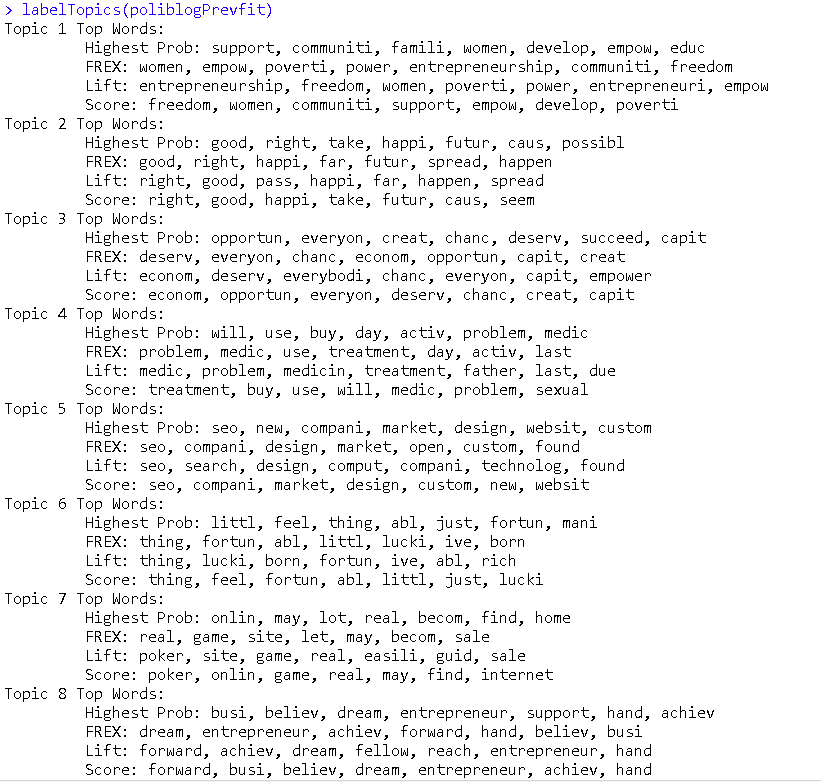 > labelTopics(poliblogPrevfit)
Topic 1 Top Words:
Highest Prob: support, communiti, famili, women, develop, empow, educ
FREX: women, empow, poverti, power, entrepreneurship, communiti, freedom
Lift: entrepreneurship, freedom, women, poverti, power, entrepreneuri, empow
Score: freedom, women, communiti, support, empow, develop, poverti
Topic 2 Top Words:
Highest Prob: good, right, take, happi, futur, caus, possibl
FREX: good, right, happi, far, futur, spread, happen
Lift: right, good, pass, happi, far, happen, spread
Score: right, good, happi, take, futur, caus, seem
Topic 3 Top Words:
Highest Prob: opportun, everyon, creat, chanc, deserv, succeed, capit
FREX: deserv, everyon, chanc, econom, opportun, capit, creat
Lift: econom, deserv, everybodi, chanc, everyon, capit, empower
Score: econom, opportun, everyon, deserv, chanc, creat, capit
Topic 4 Top Words:
Highest Prob: will, use, buy, day, activ, problem, medic
FREX: problem, medic, use, treatment, day, activ, last
Lift: medic, problem, medicin, treatment, father, last, due
Score: treatment, buy, use, will, medic, problem, sexual
Topic 5 Top Words:
Highest Prob: seo, new, compani, market, design, websit, custom
FREX: seo, compani, design, market, open, custom, found
Lift: seo, search, design, comput, compani, technolog, found
Score: seo, compani, market, design, custom, new, websit
Topic 6 Top Words:
Highest Prob: littl, feel, thing, abl, just, fortun, mani
FREX: thing, fortun, abl, littl, lucki, ive, born
Lift: thing, lucki, born, fortun, ive, abl, rich
Score: thing, feel, fortun, abl, littl, just, lucki
Topic 7 Top Words:
Highest Prob: onlin, may, lot, real, becom, find, home
FREX: real, game, site, let, may, becom, sale
Lift: poker, site, game, real, easili, guid, sale
Score: poker, onlin, game, real, may, find, internet
Topic 8 Top Words:
Highest Prob: busi, believ, dream, entrepreneur, support, hand, achiev
FREX: dream, entrepreneur, achiev, forward, hand, believ, busi
Lift: forward, achiev, dream, fellow, reach, entrepreneur, hand
Score: forward, busi, believ, dream, entrepreneur, achiev, hand